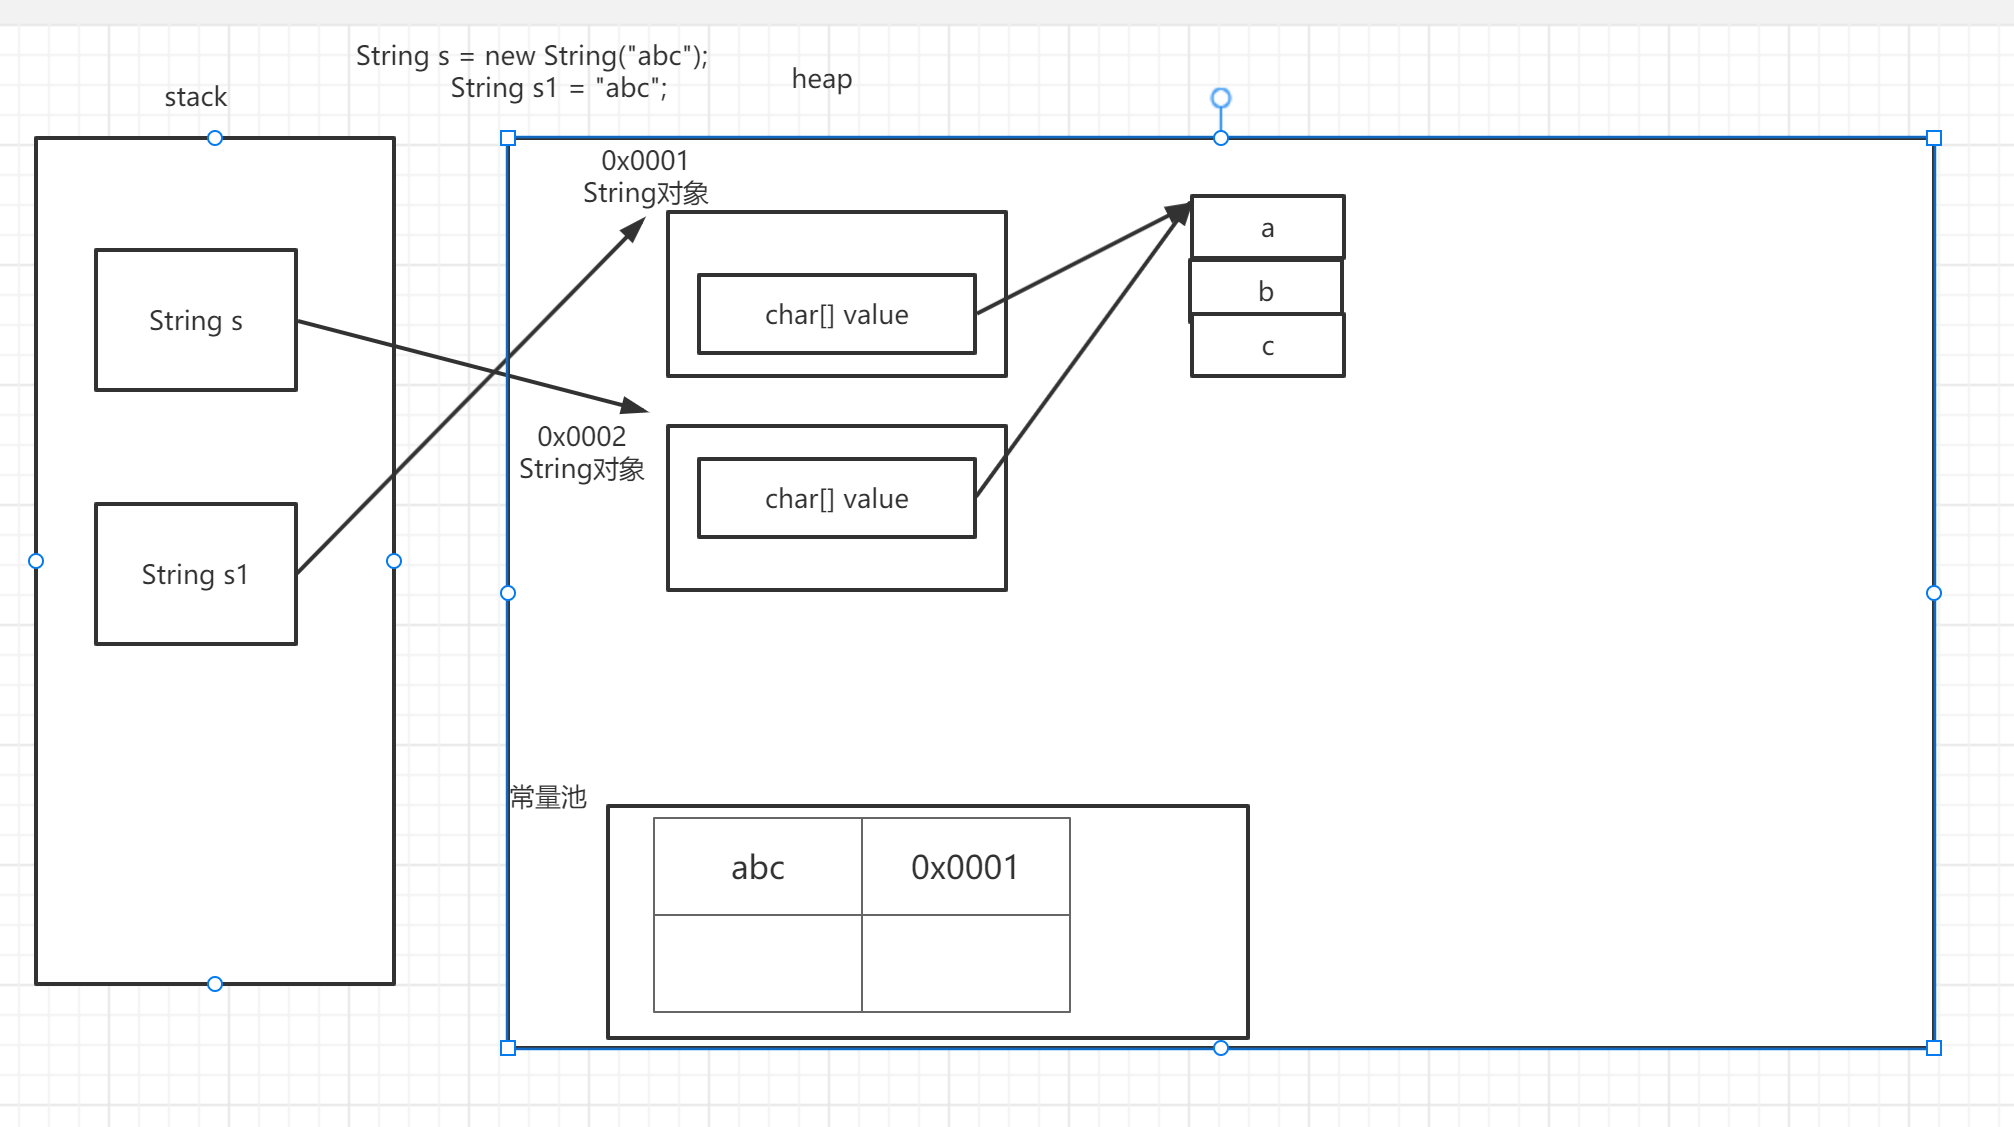 String s = new String("abc");
String s1 = "abc";
stack
heap
0x0001
String对象
String s
char[] value
a
b
c
0x0002
String对象
String s1
char[] value
常量池
abc 0x0001